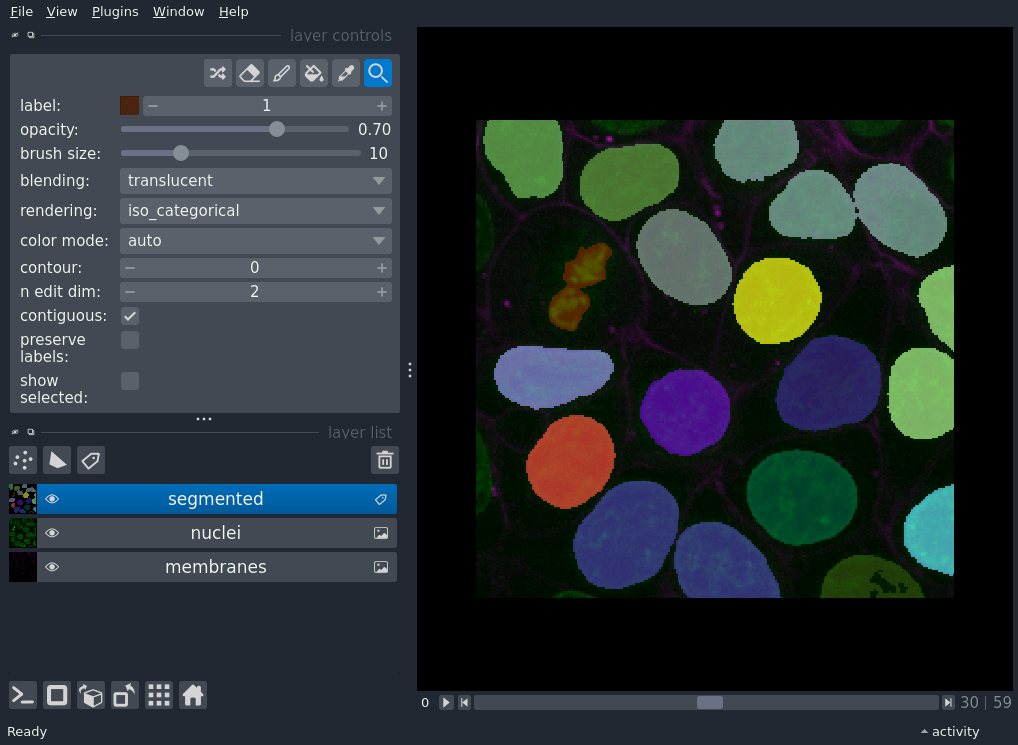 File View Plugins Window Help
layer controls
label: 1
opacity: 0.70
brush size: 10
blending: translucent
rendering: iso_categorical
color mode: auto
contour: 0
n edit dim: 2
contiguous:
preserve
labels:
show
selected:
layer list
segmented
nuclei
membranes
0 30 | 59
Ready activity